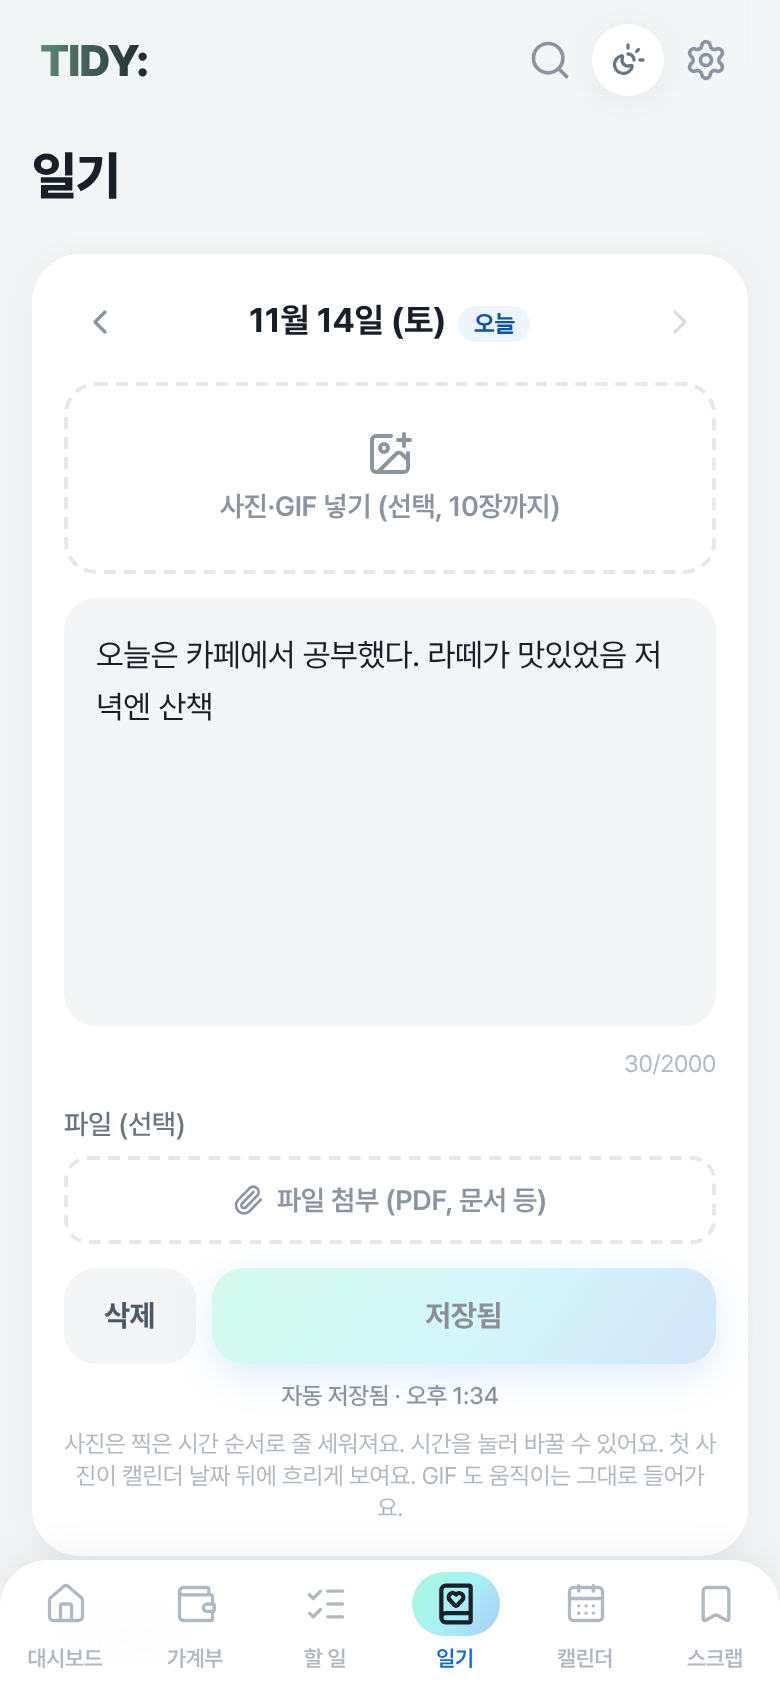 TIDY:
일기
11월 14일 (토) 오늘
사진·GIF 넣기 (선택, 10장까지)
오늘은 카페에서 공부했다. 라떼가 맛있었음 저
녁엔 산책
30/2000
파일 (선택)
파일 첨부 (PDF, 문서 등)
삭제 저장됨
자동 저장됨 · 오후 1:34
사진은 찍은 시간 순서로 줄 세워져요. 시간을 눌러 바꿀 수 있어요. 첫 사
진이 캘린더 날짜 뒤에 흐리게 보여요. GIF 도 움직이는 그대로 들어가
요.
대시보드 가계부 할 일 일기 캘린더 스크랩